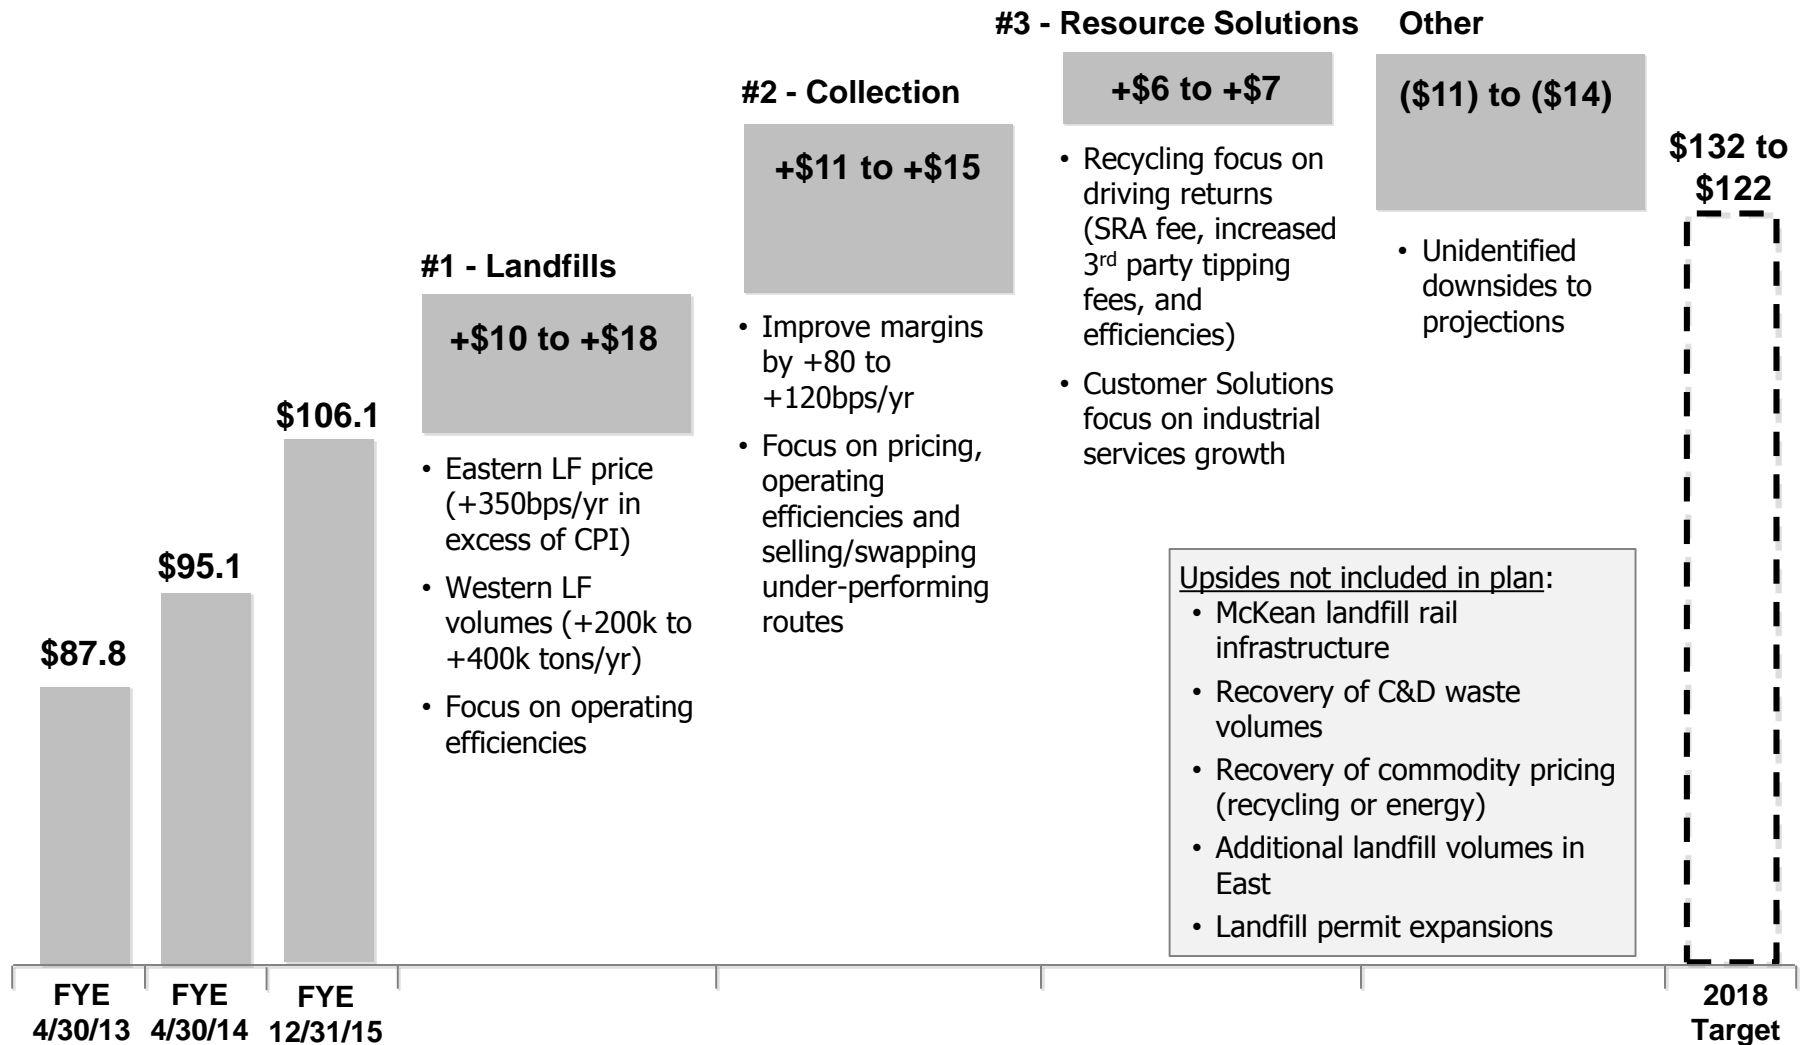 #3 - Resource Solutions
Other
+$6 to +$7
($11) to ($14)
#2 - Collection
+$11 to +$15
$132 to
$122
• Recycling focus on
driving returns
(SRA fee, increased
3rd party tipping
fees, and
efficiencies)
• Customer Solutions
focus on industrial
services growth
• Unidentified
downsides to
projections
#1 - Landfills
+$10 to +$18
• Improve margins
by +80 to
+120bps/yr
• Focus on pricing,
operating
efficiencies and
selling/swapping
under-performing
routes
$106.1
• Eastern LF price
(+350bps/yr in
excess of CPI)
• Western LF
volumes (+200k to
+400k tons/yr)
• Focus on operating
efficiencies
$95.1
$87.8
Upsides not included in plan:
• McKean landfill rail
infrastructure
• Recovery of C&D waste
volumes
• Recovery of commodity pricing
(recycling or energy)
• Additional landfill volumes in
East
• Landfill permit expansions
FYE
4/30/13
FYE
4/30/14
FYE
12/31/15
2018
Target